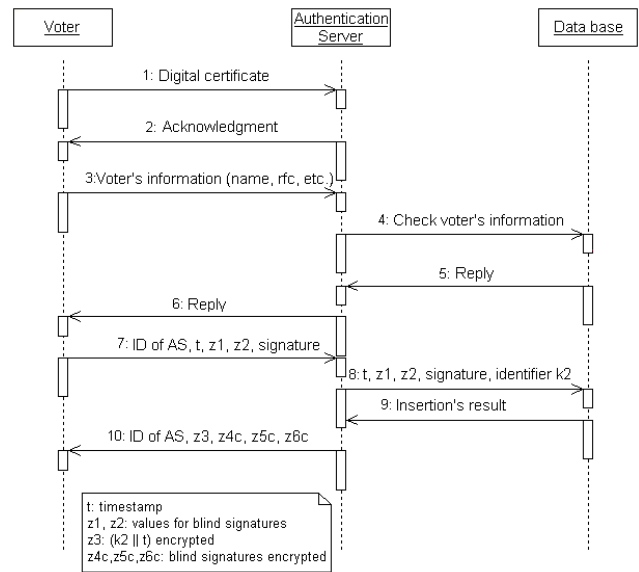 Voter
Authentication
Server
Data base
1: Digital certificate
2: Acknowledgment
3:Voter's information (name, rfc, etc.)
4: Check voter's information
5: Reply
6: Reply
7: ID of AS, t, z1, z2, signature
8: t, z1, z2, signature, identifier k2
9: Insertion's result
10: ID of AS, z3, z4c, z5c, z6c
t: timestamp
z1, z2: values for blind signatures
z3: (k2 || t) encrypted
z4c,z5c,z6c: blind signatures encrypted